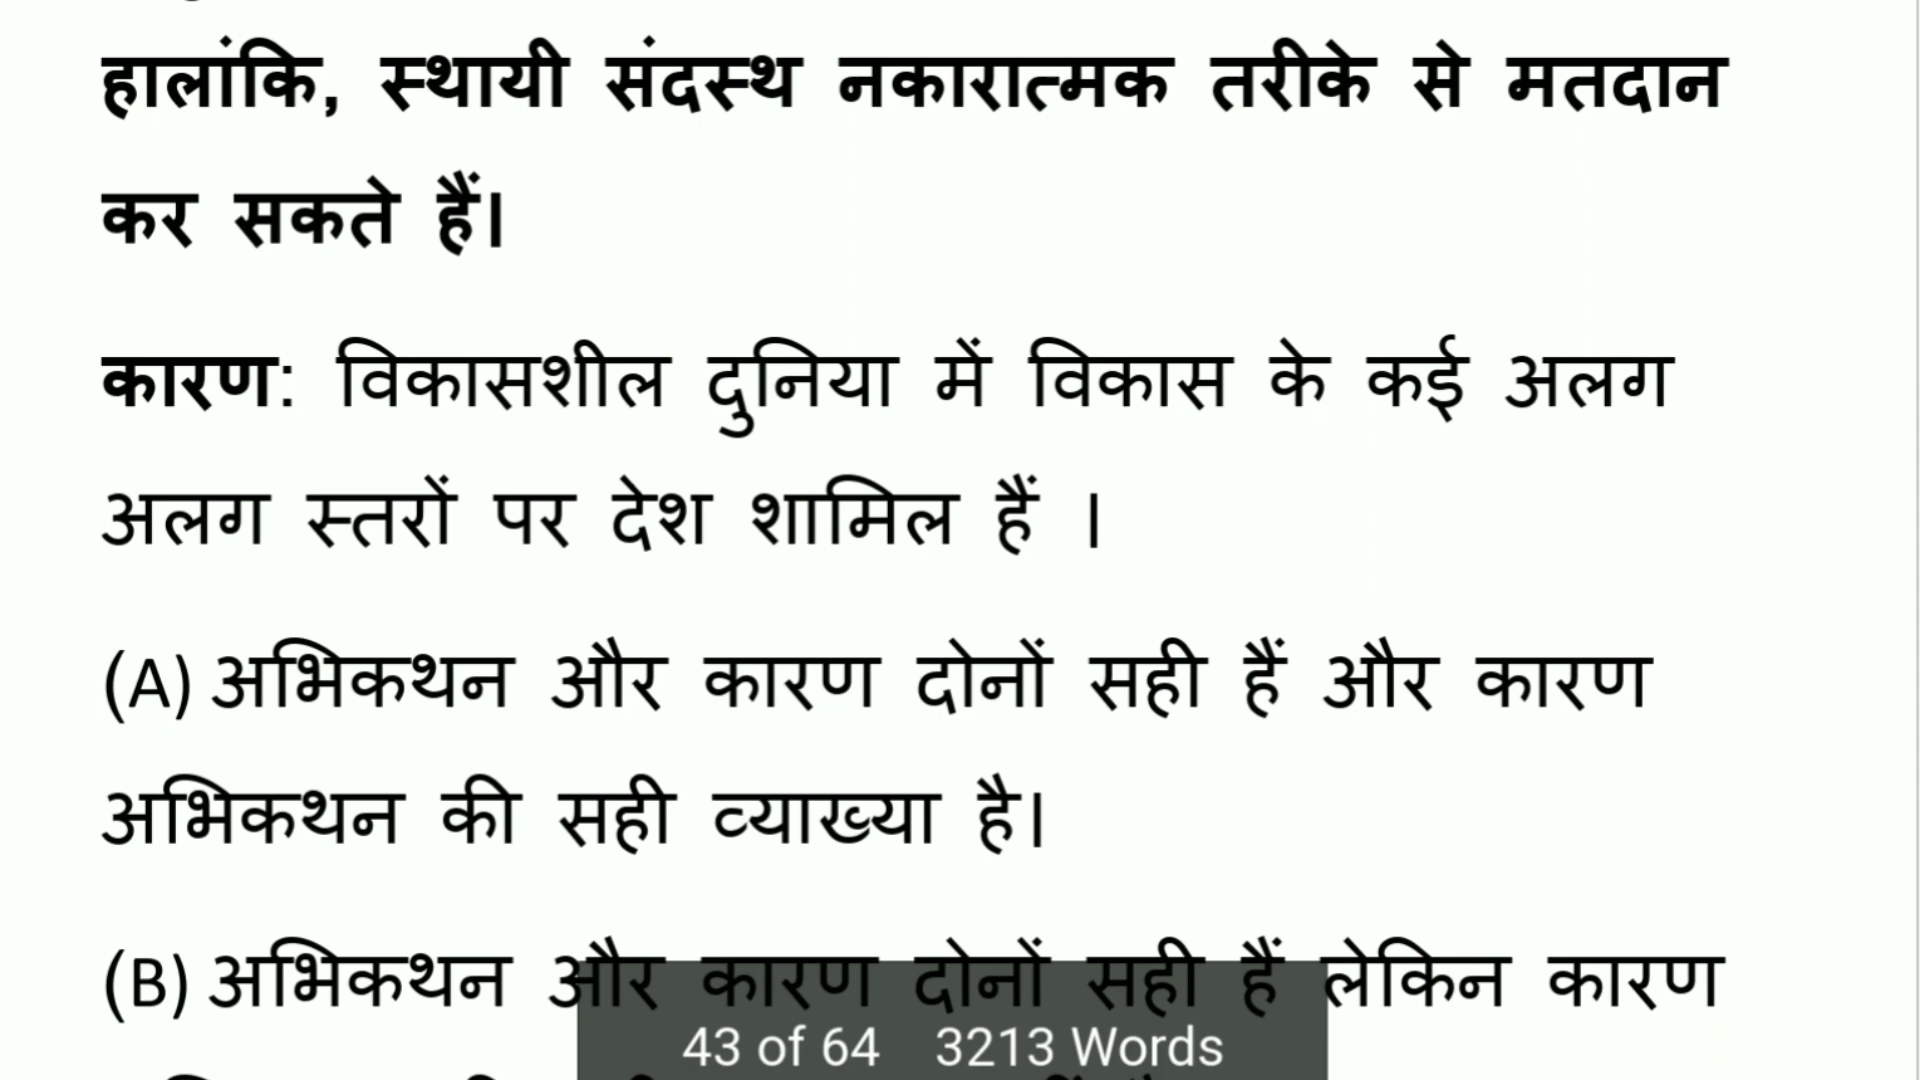 हालांकि, स्थायी संदस्थ नकारात्मक तरीके से मतदान
कर सकते हैं।
कारण: विकासशील दुनिया में विकास के कई अलग
अलग स्तरों पर देश शामिल हैं ।
(A) अभिकथन और कारण दोनों सही हैं और कारण
अभिकथन की सही व्याख्या है।
(B) अभिकथन और कारण दोनों सही हैं लेकिन कारण
43 of 64 3213 Words